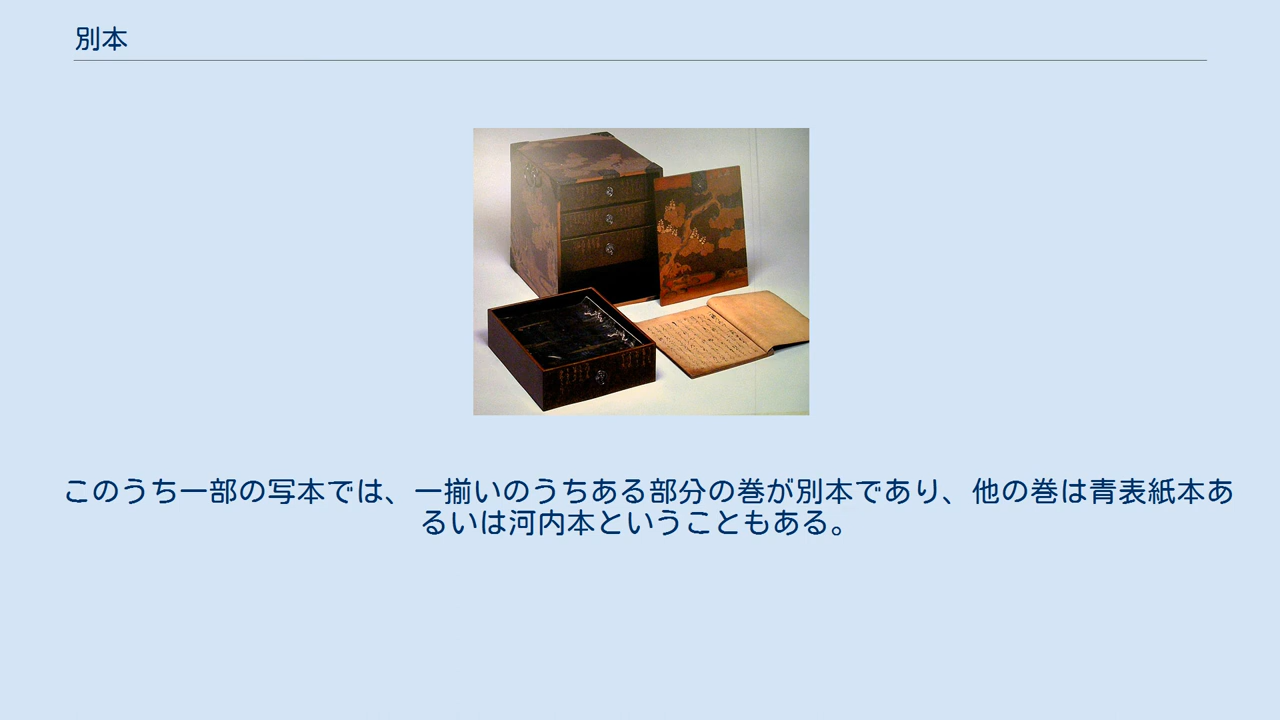 別本
このうち一部の写本では、一揃いのうちある部分の巻が別本であり、他の巻は青表紙本あ
るいは河内本ということもある。